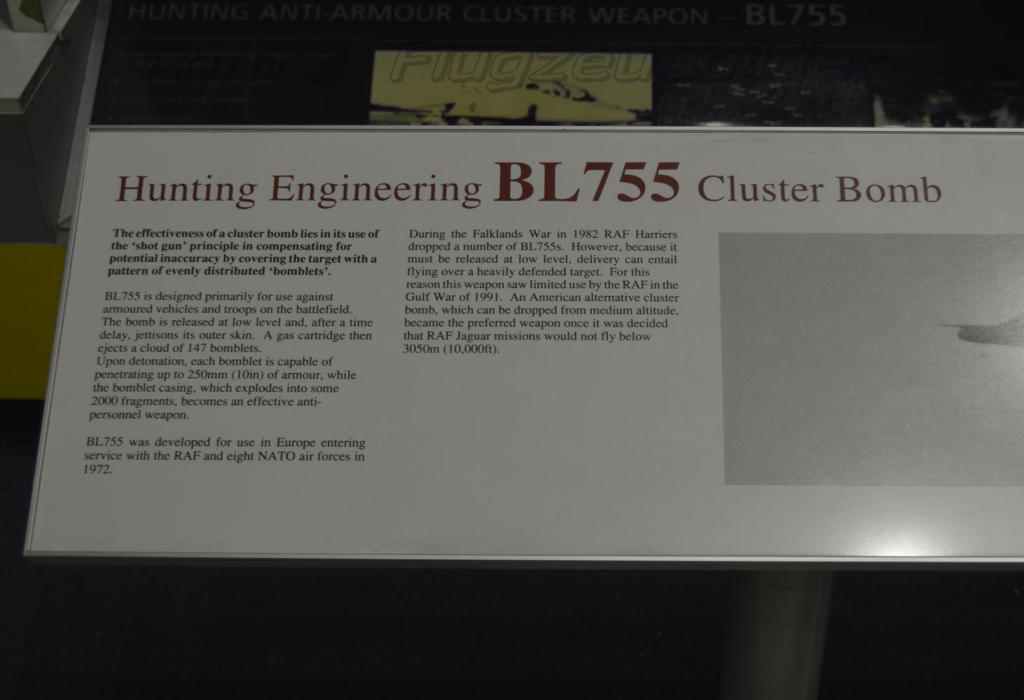 HUNTING ANTI-ARMOUR CLUSTER WEAPON – BL755
Tom's Flugzeugbilder
Hunting Engineering BL755 Cluster Bomb
The effectiveness of a cluster bomb lies in its use of
the ‘shot gun’ principle in compensating for
potential inaccuracy by covering the target with a
pattern of evenly distributed ‘bomblets’.
BL755 is designed primarily for use against
armoured vehicles and troops on the battlefield.
The bomb is released at low level and, after a time
delay, jettisons its outer skin. A gas cartridge then
ejects a cloud of 147 bomblets.
Upon detonation, each bomblet is capable of
penetrating up to 250mm (10in) of armour, while
the bomblet casing, which explodes into some
2000 fragments, becomes an effective anti-
personnel weapon.
BL755 was developed for use in Europe entering
service with the RAF and eight NATO air forces in
1972.
During the Falklands War in 1982 RAF Harriers
dropped a number of BL755s. However, because it
must be released at low level, delivery can entail
flying over a heavily defended target. For this
reason this weapon saw limited use by the RAF in the
Gulf War of 1991. An American alternative cluster
bomb, which can be dropped from medium altitude,
became the preferred weapon once it was decided
that RAF Jaguar missions would not fly below
3050m (10,000ft).